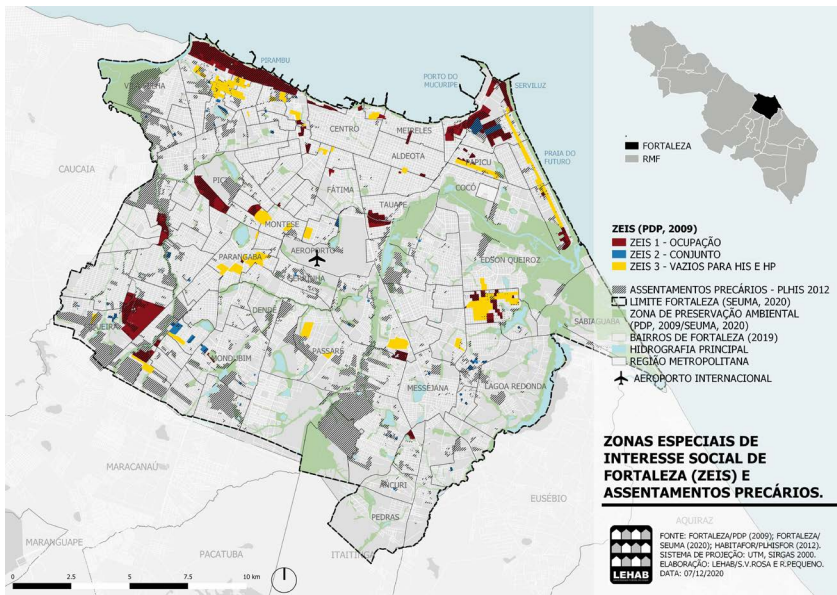 PIRAMBU
VILA VELHA
PORTO DO
MUCURIPE
SERVILUZ
CENTRO
MEIRELES
ALDEOTA
PAPICU
PRAIA DO
FUTURO
CAUCAIA
PICI
FÁTIMA
COCÓ
TAUAPE
MONTESE
AEROPORTO
PARANGABA
SERRINHA
EDSON QUEIROZ
DENDÊ
SIQUEIRA
SABIAGUABA
MONDUBIM
PASSARÉ
MESSEJANA
LAGOA REDONDA
MARACANAÚ
ANCURI
EUSÉBIO
PEDRAS
AQUIRAZ
MARANGUAPE
PACATUBA
ITAITINGA
0 2.5 5 7.5 10 km
FORTALEZA
RMF
ZEIS (PDP, 2009)
ZEIS 1 - OCUPAÇÃO
ZEIS 2 - CONJUNTO
ZEIS 3 - VAZIOS PARA HIS E HP
ASSENTAMENTOS PRECÁRIOS - PLHIS 2012
LIMITE FORTALEZA (SEUMA, 2020)
ZONA DE PRESERVAÇÃO AMBIENTAL
(PDP, 2009/SEUMA, 2020)
BAIRROS DE FORTALEZA (2019)
HIDROGRAFIA PRINCIPAL
REGIÃO METROPOLITANA
AEROPORTO INTERNACIONAL
ZONAS ESPECIAIS DE
INTERESSE SOCIAL DE
FORTALEZA (ZEIS) E
ASSENTAMENTOS PRECÁRIOS.
LEHAB
FONTE: FORTALEZA/PDP (2009); FORTALEZA/
SEUMA (2020); HABITAFOR/PLHISFOR (2012).
SISTEMA DE PROJEÇÃO: UTM, SIRGAS 2000.
ELABORAÇÃO: LEHAB/S.V.ROSA E R.PEQUENO.
DATA: 07/12/2020